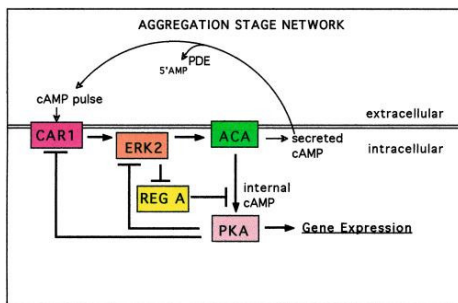 AGGREGATION STAGE NETWORK
PDE
5'AMP
cAMP pulse
extracellular
CAR1
ERK2
ACA
secreted
cAMP
intracellular
REG A
internal
cAMP
PKA
Gene Expression